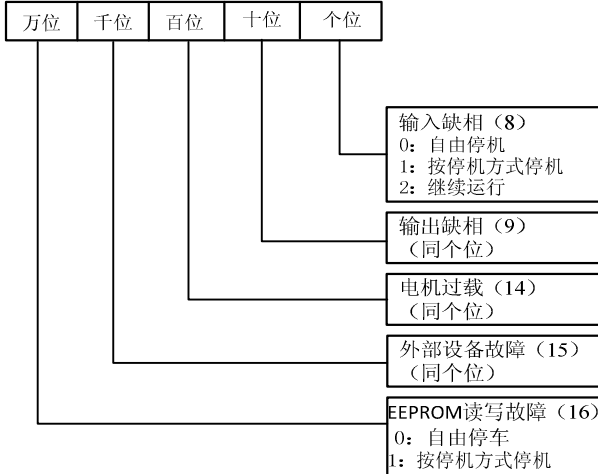 万位 千位 百位 十位 个位
输入缺相（8）
0：自由停机
1：按停机方式停机
2：继续运行
输出缺相（9）
（同个位）
电机过载（14）
（同个位）
外部设备故障（15）
（同个位）
EEPROM读写故障（16）
0：自由停车
1：按停机方式停机